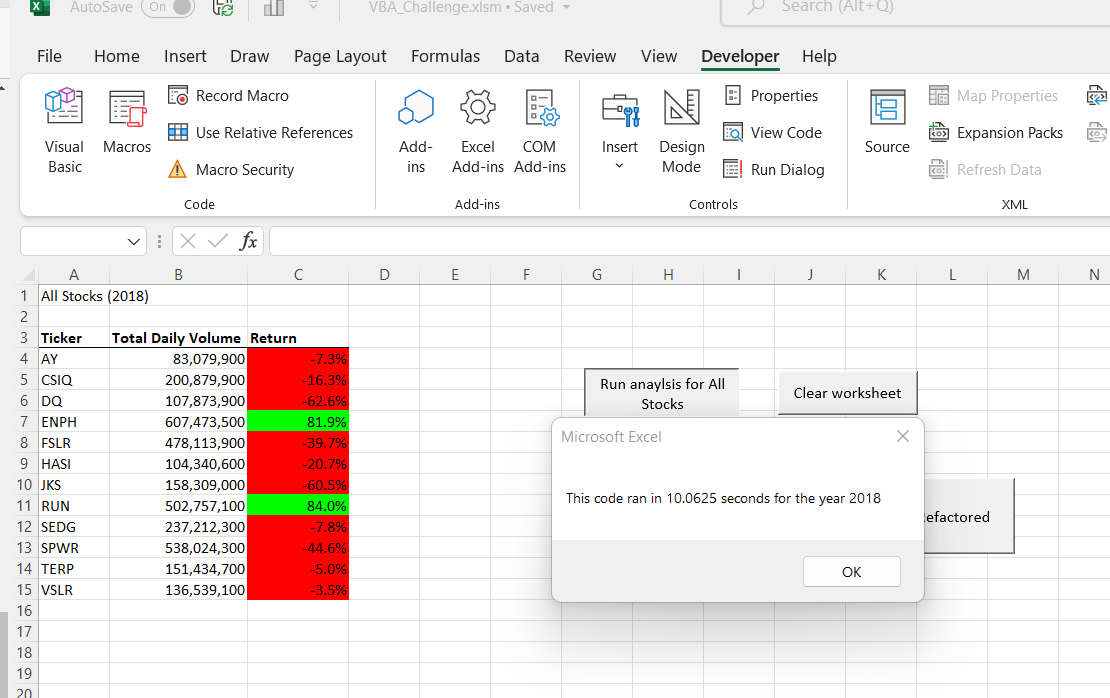 AutoSave On VBA_Challenge.xlsm • Saved Search (Alt+Q)
File Home Insert Draw Page Layout Formulas Data Review View Developer Help
Visual Basic
Macros
Record Macro
Use Relative References
Macro Security
Code
Add-ins
Excel Add-ins
COM Add-ins
Add-ins
Insert
Design Mode
Properties
View Code
Run Dialog
Controls
Source
Map Properties
Expansion Packs
Refresh Data
XML
fx
A B C D E F G H I J K L M N
1 All Stocks (2018)
2
3 Ticker Total Daily Volume Return
4 AY 83,079,900 -7.3%
5 CSIQ 200,879,900 -16.3%
6 DQ 107,873,900 -62.6%
7 ENPH 607,473,500 81.9%
8 FSLR 478,113,900 -39.7%
9 HASI 104,340,600 -20.7%
10 JKS 158,309,000 -60.5%
11 RUN 502,757,100 84.0%
12 SEDG 237,212,300 -7.8%
13 SPWR 538,024,300 -44.6%
14 TERP 151,434,700 -5.0%
15 VSLR 136,539,100 -3.5%
16
17
18
19
20
Run anaylsis for All
Stocks
Clear worksheet
Microsoft Excel
This code ran in 10.0625 seconds for the year 2018
OK
Refactored